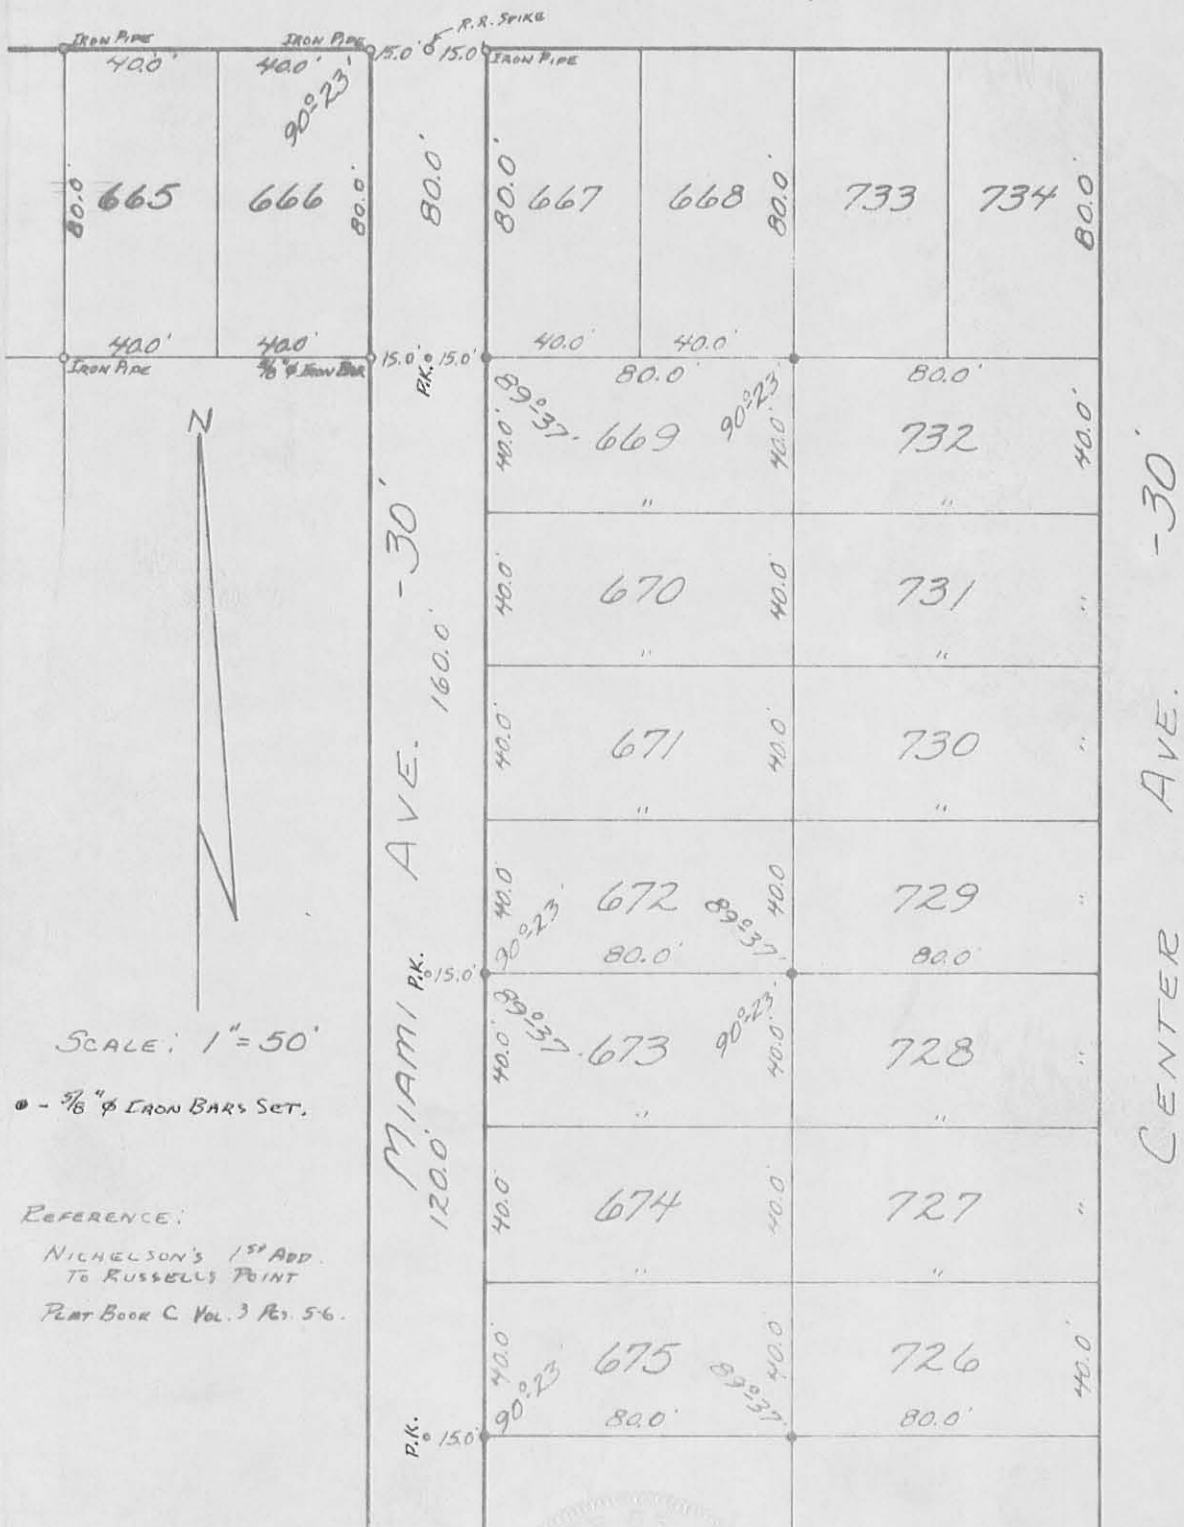 R.R. SPIKE
IRON PIPE IRON PIPE 15.0' 15.0' IRON PIPE
40.0' 40.0'
90°-23'
80.0' 665 666 80.0' 80.0' 80.0' 667 668 80.0' 733 734 80.0'
40.0' 40.0' 40.0' 40.0'
IRON PIPE 5/8"φ IRON BAR 15.0' P.K. 15.0' 80.0' 80.0'
N
89°-37' 90°-23'
40.0' 669 40.0' 732 40.0'
" "
40.0' 670 40.0' 731 "
" "
40.0' 671 40.0' 730 "
" "
40.0' 672 40.0 729 "
90°-23' 89°-37'
80.0' 80.0'
MIAMI AVE. -30'
160.0'
120.0'
CENTER AVE. -30'
P.K. 15.0'
89°-37' 90°-23'
40.0' 673 40.0' 728 "
" "
40.0' 674 40.0' 727 "
" "
40.0' 675 40.0' 726 40.0'
90°-23' 89°-37'
80.0' 80.0'
P.K. 15.0'
SCALE: 1"=50'
- 5/8"φ IRON BARS SET.
REFERENCE:
NICHELSON'S 1ST ADD.
TO RUSSELLS POINT
PLAT BOOK C VOL. 3 PGS. 5-6.